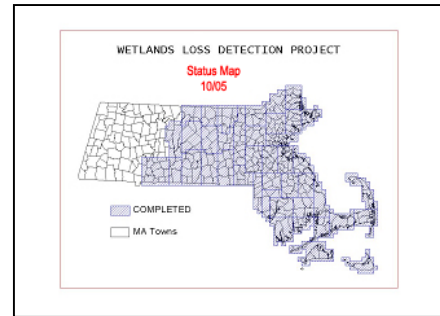 WETLANDS LOSS DETECTION PROJECT
Status Map
10/05
COMPLETED
MA Towns